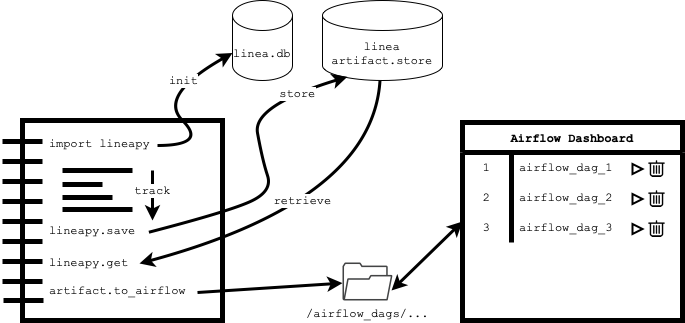 linea.db
linea
artifact.store
init
store
import lineapy
track
lineapy.save
retrieve
lineapy.get
artifact.to_airflow
/airflow_dags/...
Airflow Dashboard
1 airflow_dag_1
2 airflow_dag_2
3 airflow_dag_3